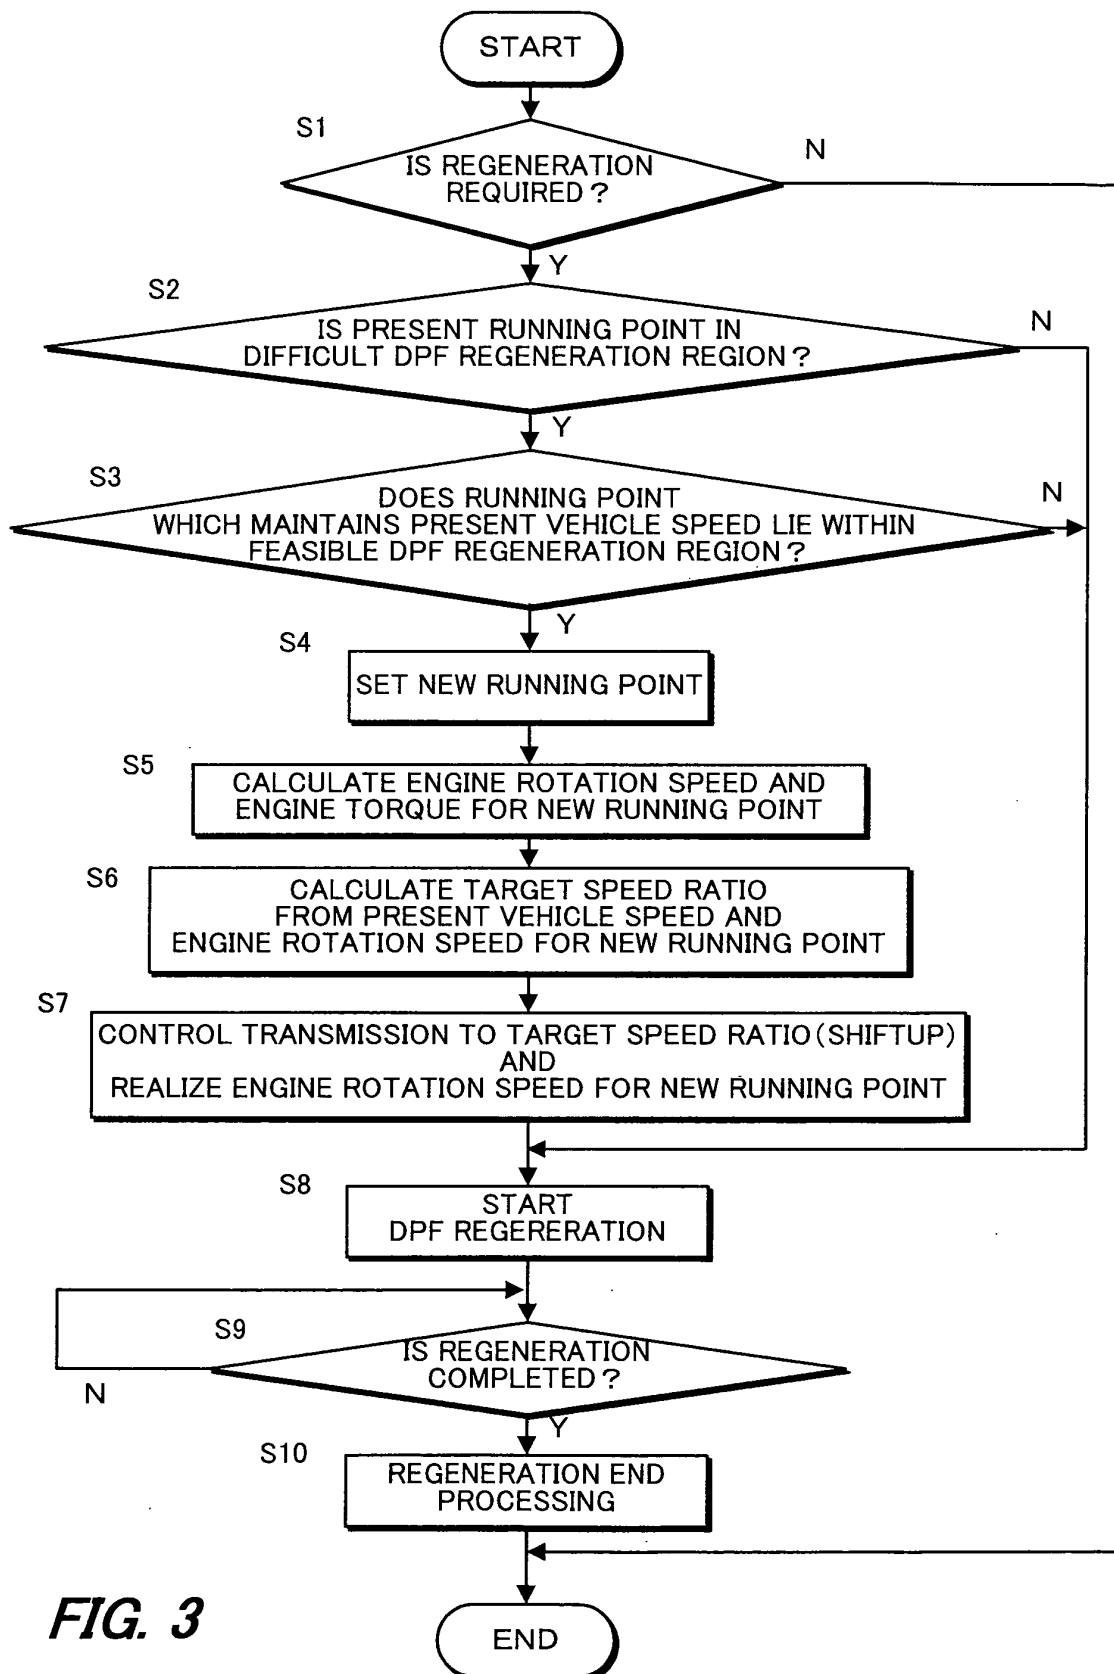 START
S1
IS REGENERATION
REQUIRED?
N
Y
S2
IS PRESENT RUNNING POINT IN
DIFFICULT DPF REGENERATION REGION?
N
Y
S3
DOES RUNNING POINT
WHICH MAINTAINS PRESENT VEHICLE SPEED LIE WITHIN
FEASIBLE DPF REGENERATION REGION?
N
Y
S4
SET NEW RUNNING POINT
S5
CALCULATE ENGINE ROTATION SPEED AND
ENGINE TORQUE FOR NEW RUNNING POINT
S6
CALCULATE TARGET SPEED RATIO
FROM PRESENT VEHICLE SPEED AND
ENGINE ROTATION SPEED FOR NEW RUNNING POINT
S7
CONTROL TRANSMISSION TO TARGET SPEED RATIO(SHIFTUP)
AND
REALIZE ENGINE ROTATION SPEED FOR NEW RUNNING POINT
S8
START
DPF REGERERATION
S9
IS REGENERATION
COMPLETED?
N
Y
S10
REGENERATION END
PROCESSING
END
FIG. 3